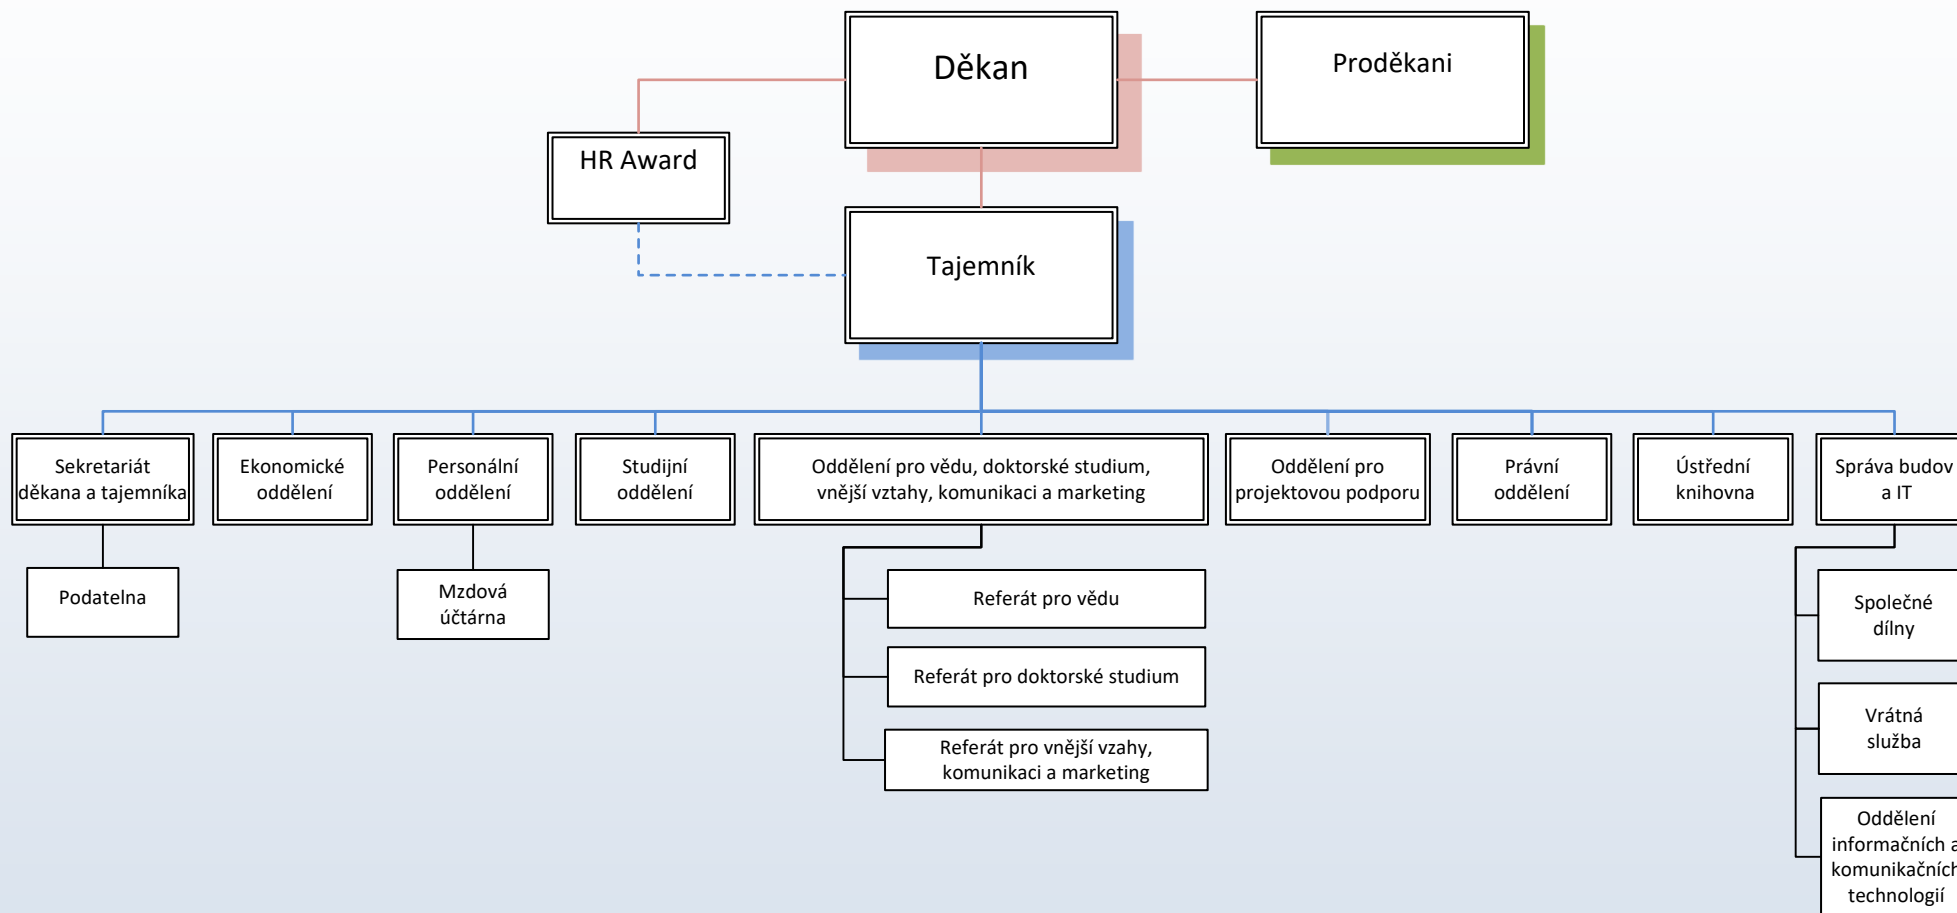 Děkan
Proděkani
HR Award
Tajemník
Sekretariát
děkana a tajemníka
Ekonomické
oddělení
Personální
oddělení
Studijní
oddělení
Oddělení pro vědu, doktorské studium,
vnější vztahy, komunikaci a marketing
Oddělení pro
projektovou podporu
Právní
oddělení
Ústřední
knihovna
Správa budov
a IT
Podatelna
Mzdová
účtárna
Referát pro vědu
Referát pro doktorské studium
Referát pro vnější vzahy,
komunikaci a marketing
Společné
dílny
Vrátná
služba
Oddělení
informačních a
komunikačních
technologií